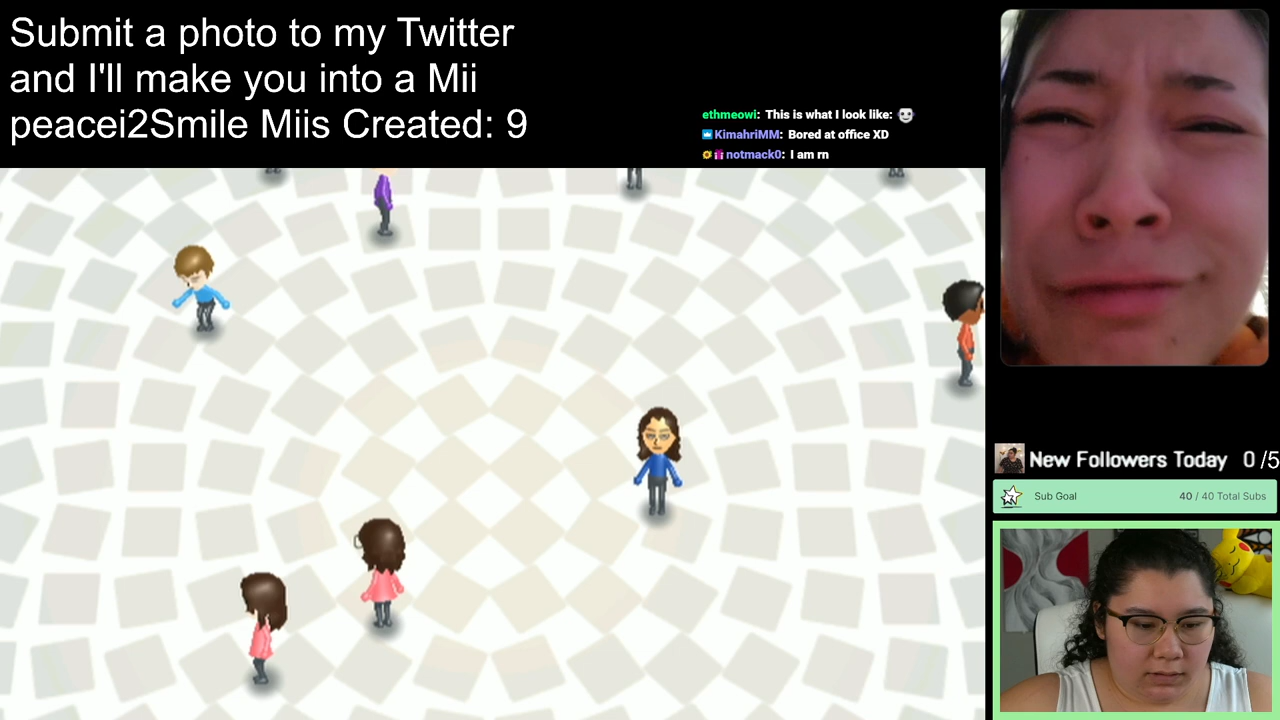 Submit a photo to my Twitter
and I'll make you into a Mii
peacei2Smile Miis Created: 9
ethmeowi: This is what I look like:
KimahriMM: Bored at office XD
notmack0: I am rn
New Followers Today 0 /5
Sub Goal 40 / 40 Total Subs